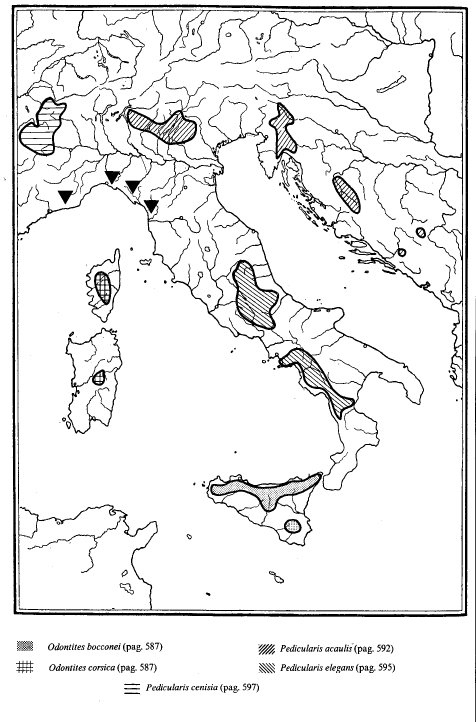 Odontites bocconei (pag. 587)
Pedicularis acaulis (pag. 592)
Odontites corsica (pag. 587)
Pedicularis elegans (pag. 595)
Pedicularis cenisia (pag. 597)